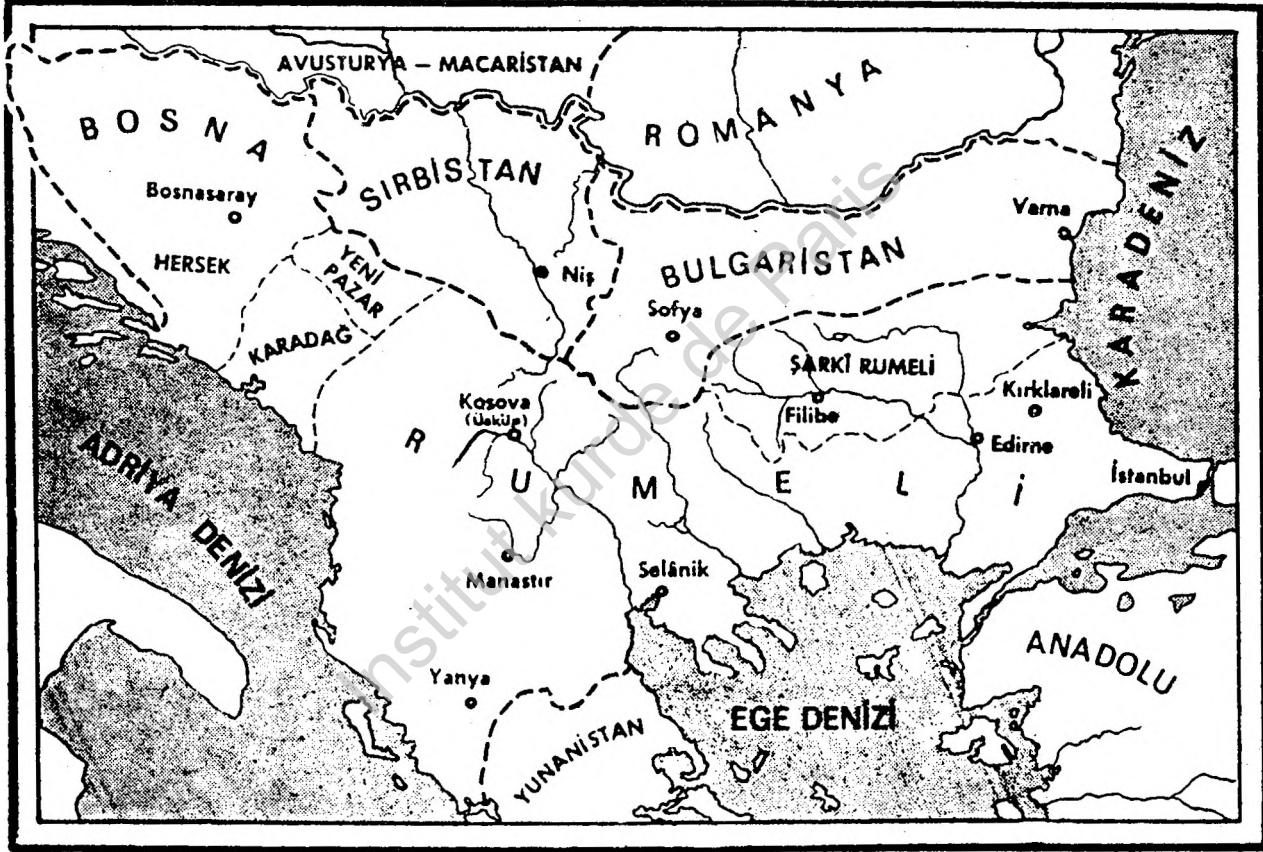 AVUSTURYA – MACARİSTAN
BOSNA
ROMANYA
SIRBİSTAN
KARADENİZ
Bosnasaray
Varna
HERSEK
YENİ
PAZAR
Niş
BULGARİSTAN
Sofya
KARADAĞ
ŞARKÎ RUMELİ
Kırklareli
Kosova
(Üsküp)
Filibe
Edirne
RUMELİ
İstanbul
ADRİYA DENİZİ
Manastır
Selânik
ANADOLU
Yanya
EGE DENİZİ
YUNANİSTAN
Institut kurde de Paris